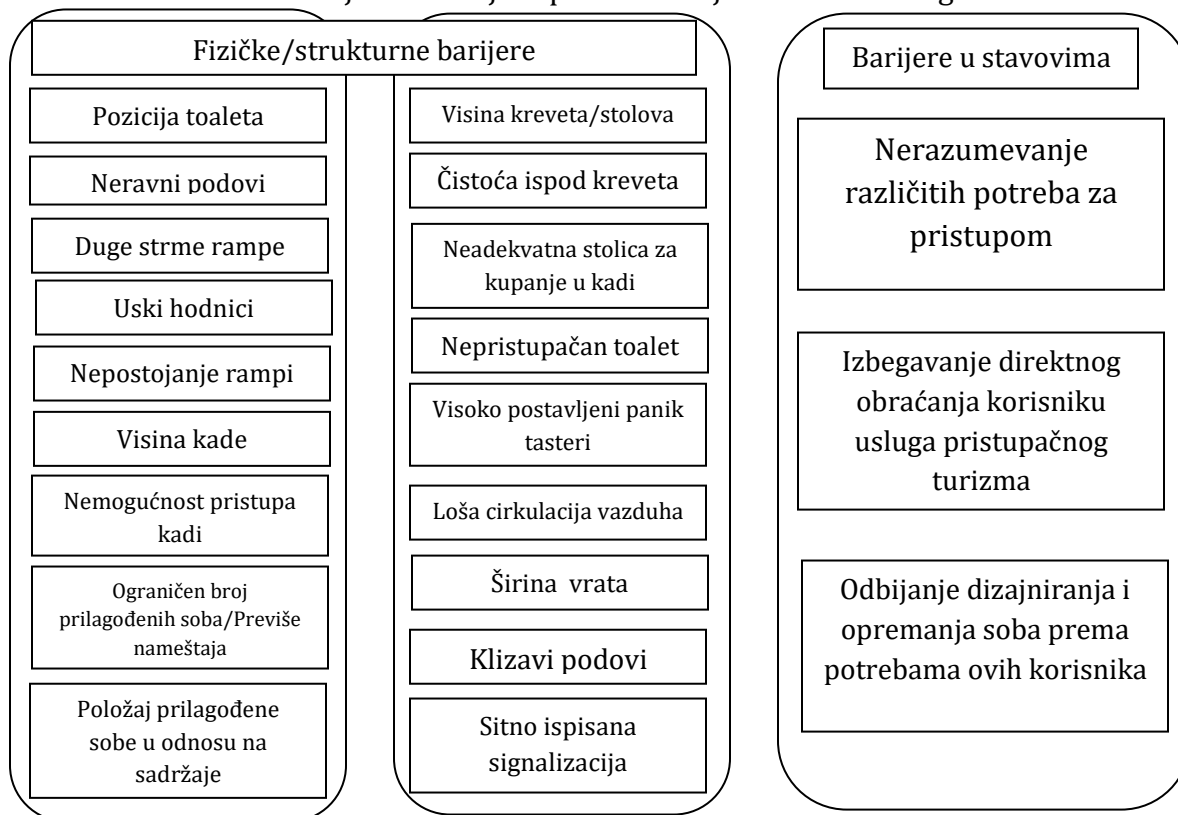 Fizičke/strukturne barijere
Pozicija toaleta
Neravni podovi
Duge strme rampe
Uski hodnici
Nepostojanje rampi
Visina kade
Nemogućnost pristupa
kadi
Ograničen broj
prilagođenih soba/Previše
nameštaja
Položaj prilagođene
sobe u odnosu na
sadržaje
Visina kreveta/stolova
Čistoća ispod kreveta
Neadekvatna stolica za
kupanje u kadi
Nepristupačan toalet
Visoko postavljeni panik
tasteri
Loša cirkulacija vazduha
Širina vrata
Klizavi podovi
Sitno ispisana
signalizacija
Barijere u stavovima
Nerazumevanje
različitih potreba za
pristupom
Izbegavanje direktnog
obraćanja korisniku
usluga pristupačnog
turizma
Odbijanje dizajniranja i
opremanja soba prema
potrebama ovih korisnika